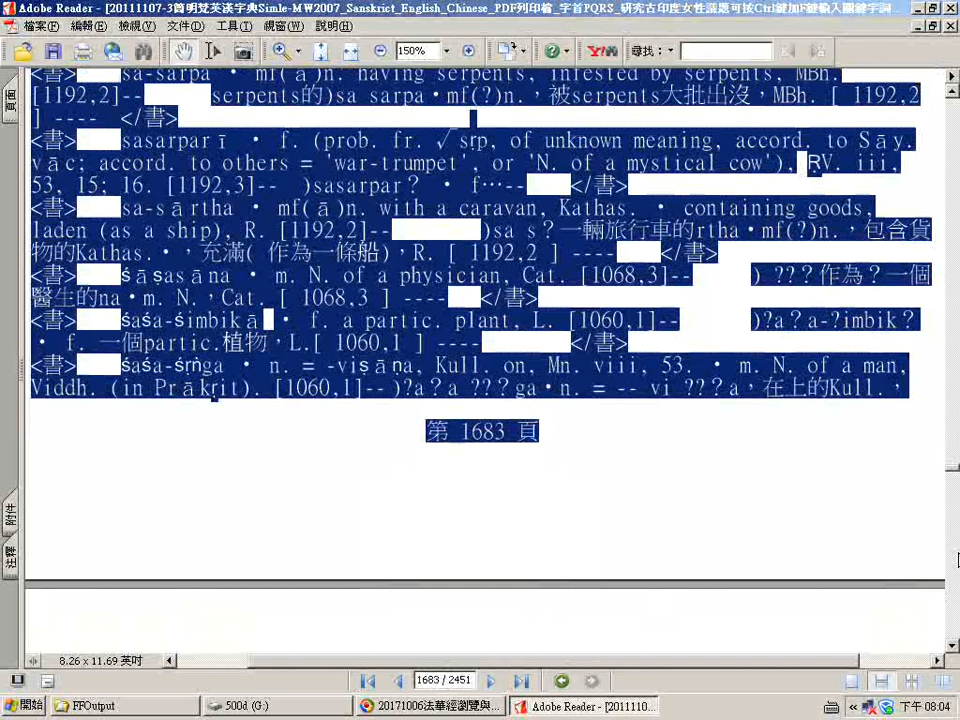 Adobe Reader - [20111107-3簡明梵英漢字典Simle-MW2007_Sanskrict_English_Chinese_PDF列印檔_字首PQRS_研究古印度女性議題可按Ctrl鍵加F鍵輸入關鍵字詞
檔案(F) 編輯(E) 檢視(V) 文件(D) 工具(T) 視窗(W) 說明(H)
150% 尋找:
頁面
附件
注釋
<書> sa-sarpa • mf(ā)n. having serpents, infested by serpents, MBh.
[1192,2]-- serpents的)sa sarpa•mf(?)n.，被serpents大批出沒，MBh. [ 1192,2
] ---- </書>
<書> sasarparī • f. (prob. fr. √sṛp, of unknown meaning, accord. to Sāy.
vāc; accord. to others = 'war-trumpet', or 'N. of a mystical cow'), ṚV. iii,
53, 15; 16. [1192,3]-- )sasarpar? • f…-- </書>
<書> sa-sārtha • mf(ā)n. with a caravan, Kathas. • containing goods,
laden (as a ship), R. [1192,2]-- )sa s？一輛旅行車的rtha•mf(?)n.，包含貨
物的Kathas.•，充滿( 作為一條船)，R. [ 1192,2 ] ---- </書>
<書> śāṣasāna • m. N. of a physician, Cat. [1068,3]-- ) ???作為？一個
醫生的na•m. N.，Cat. [ 1068,3 ] ---- </書>
<書> śaśa-śimbikā • f. a partic. plant, L. [1060,1]-- )?a？a-?imbik？
• f. 一個partic.植物，L.[ 1060,1 ] ---- </書>
<書> śaśa-śṛṅga • n. = -viṣāṇa, Kull. on, Mn. viii, 53. • m. N. of a man,
Viddh. (in Prākṛit). [1060,1]-- )?a？a ???ga•n. = -- vi ???a，在上的Kull.，
第 1683 頁
8.26 x 11.69 英吋
1683 / 2451
開始 FFOutput 500d (G:) 20171006法華經瀏覽與... Adobe Reader - [2011110... 下午 08:04